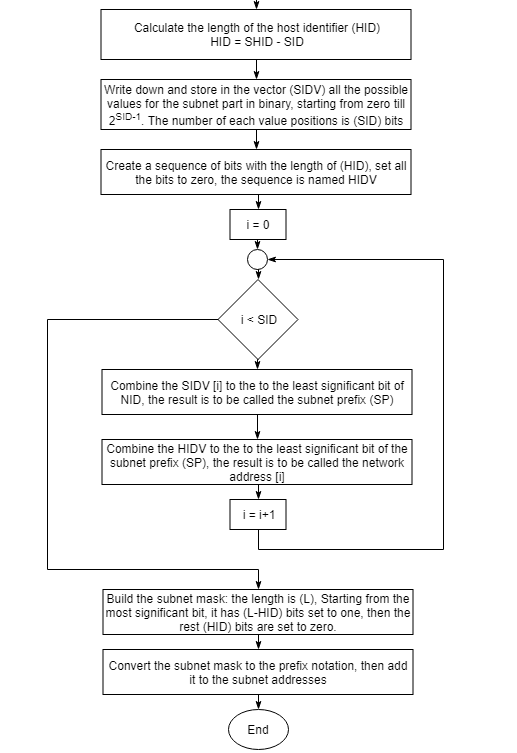 Calculate the length of the host identifier (HID)
HID = SHID - SID
Write down and store in the vector (SIDV) all the possible
values for the subnet part in binary, starting from zero till
2^SID-1. The number of each value positions is (SID) bits
Create a sequence of bits with the length of (HID), set all
the bits to zero, the sequence is named HIDV
i = 0
i < SID
Combine the SIDV [i] to the to the least significant bit of
NID, the result is to be called the subnet prefix (SP)
Combine the HIDV to the to the least significant bit of the
subnet prefix (SP), the result is to be called the network
address [i]
i = i+1
Build the subnet mask: the length is (L), Starting from the
most significant bit, it has (L-HID) bits set to one, then the
rest (HID) bits are set to zero.
Convert the subnet mask to the prefix notation, then add
it to the subnet addresses
End